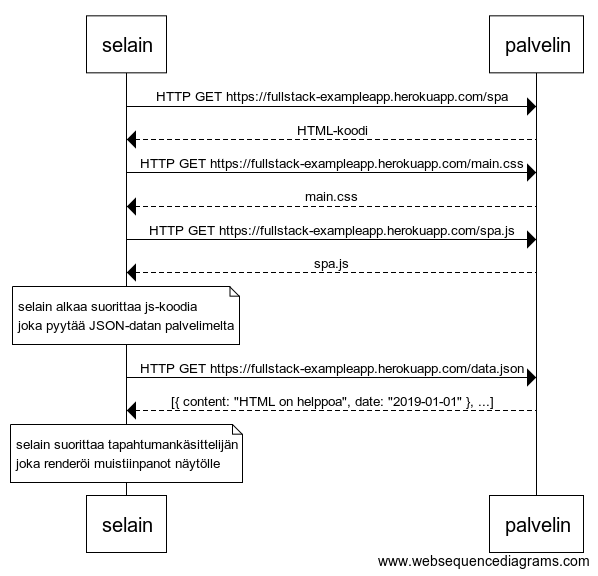 selain palvelin
HTTP GET https://fullstack-exampleapp.herokuapp.com/spa
HTML-koodi
HTTP GET https://fullstack-exampleapp.herokuapp.com/main.css
main.css
HTTP GET https://fullstack-exampleapp.herokuapp.com/spa.js
spa.js
selain alkaa suorittaa js-koodia
joka pyytää JSON-datan palvelimelta
HTTP GET https://fullstack-exampleapp.herokuapp.com/data.json
[{ content: "HTML on helppoa", date: "2019-01-01" }, ...]
selain suorittaa tapahtumankäsittelijän
joka renderöi muistiinpanot näytölle
selain palvelin
www.websequencediagrams.com